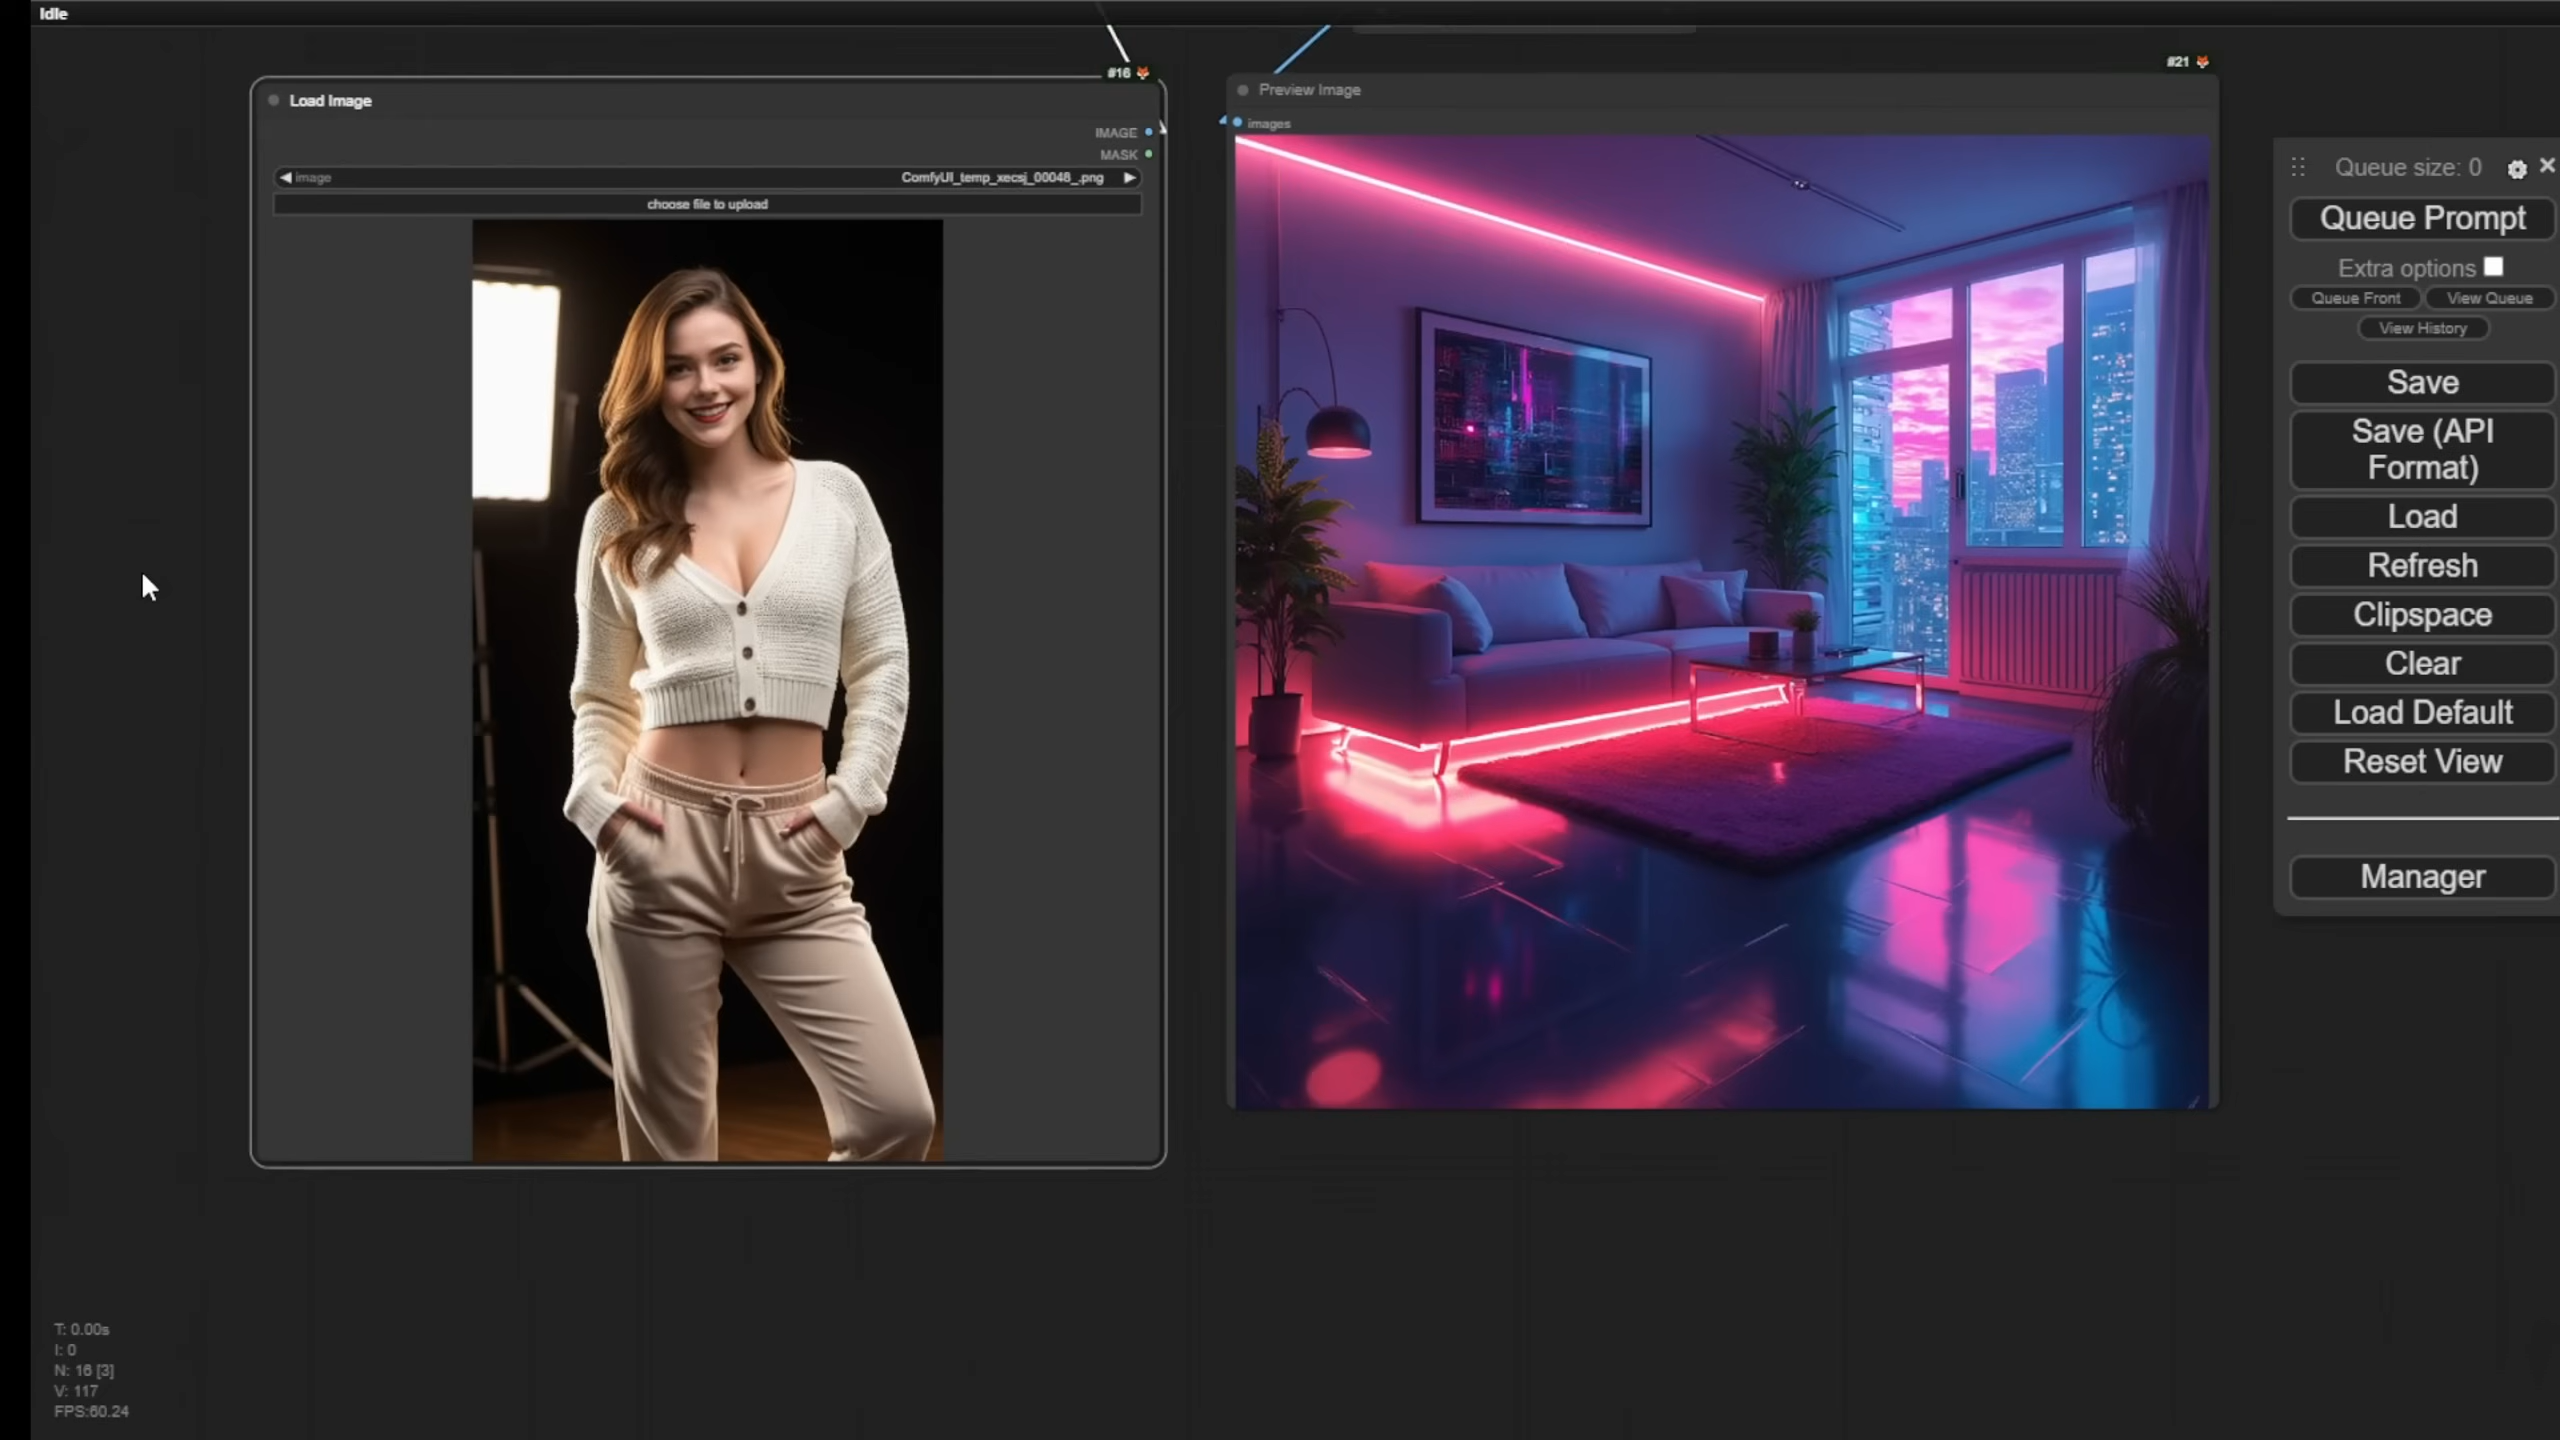 Idle
#16
Load Image
IMAGE
MASK
image
ComfyUI_temp_xecsj_00048_.png
choose file to upload
#21
Preview Image
images
Queue size: 0
Queue Prompt
Extra options
Queue Front
View Queue
View History
Save
Save (API
Format)
Load
Refresh
Clipspace
Clear
Load Default
Reset View
Manager
T: 0.00s
I: 0
N: 16 [3]
V: 117
FPS:60.24